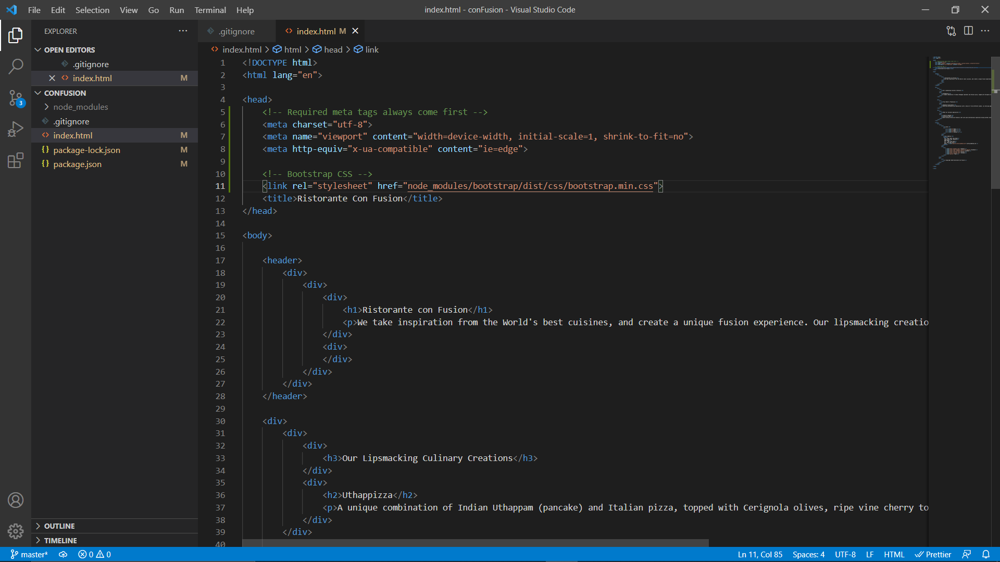 File Edit Selection View Go Run Terminal Help
index.html - conFusion - Visual Studio Code
EXPLORER
OPEN EDITORS
.gitignore
index.html M
CONFUSION
node_modules
.gitignore
index.html M
package-lock.json M
package.json M
OUTLINE
TIMELINE
3
.gitignore
index.html M
index.html > html > head > link
1 <!DOCTYPE html>
2 <html lang="en">
3
4 <head>
5 <!-- Required meta tags always come first -->
6 <meta charset="utf-8">
7 <meta name="viewport" content="width=device-width, initial-scale=1, shrink-to-fit=no">
8 <meta http-equiv="x-ua-compatible" content="ie=edge">
9
10 <!-- Bootstrap CSS -->
11 <link rel="stylesheet" href="node_modules/bootstrap/dist/css/bootstrap.min.css">
12 <title>Ristorante Con Fusion</title>
13 </head>
14
15 <body>
16
17 <header>
18 <div>
19 <div>
20 <div>
21 <h1>Ristorante con Fusion</h1>
22 <p>We take inspiration from the World's best cuisines, and create a unique fusion experience. Our lipsmacking creatio
23 </div>
24 <div>
25 </div>
26 </div>
27 </div>
28 </header>
29
30 <div>
31 <div>
32 <div>
33 <h3>Our Lipsmacking Culinary Creations</h3>
34 </div>
35 <div>
36 <h2>Uthappizza</h2>
37 <p>A unique combination of Indian Uthappam (pancake) and Italian pizza, topped with Cerignola olives, ripe vine cherry to
38 </div>
39 </div>
40
master* 0 0
Ln 11, Col 85 Spaces: 4 UTF-8 LF HTML Prettier